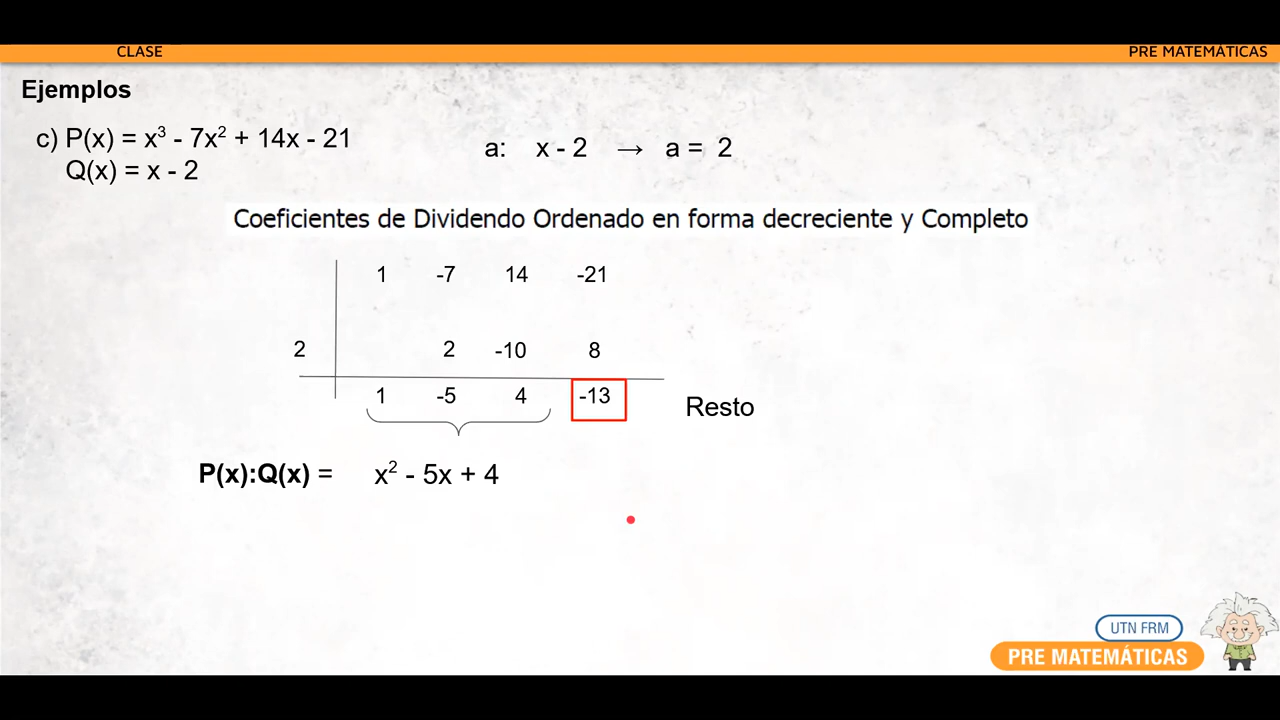 CLASE
PRE MATEMÁTICAS
Ejemplos
c) P(x) = x³ - 7x² + 14x - 21
Q(x) = x - 2
a: x - 2 → a = 2
Coeficientes de Dividendo Ordenado en forma decreciente y Completo
1 -7 14 -21
2 2 -10 8
1 -5 4 -13
Resto
P(x):Q(x) = x² - 5x + 4
UTN FRM
PRE MATEMÁTICAS